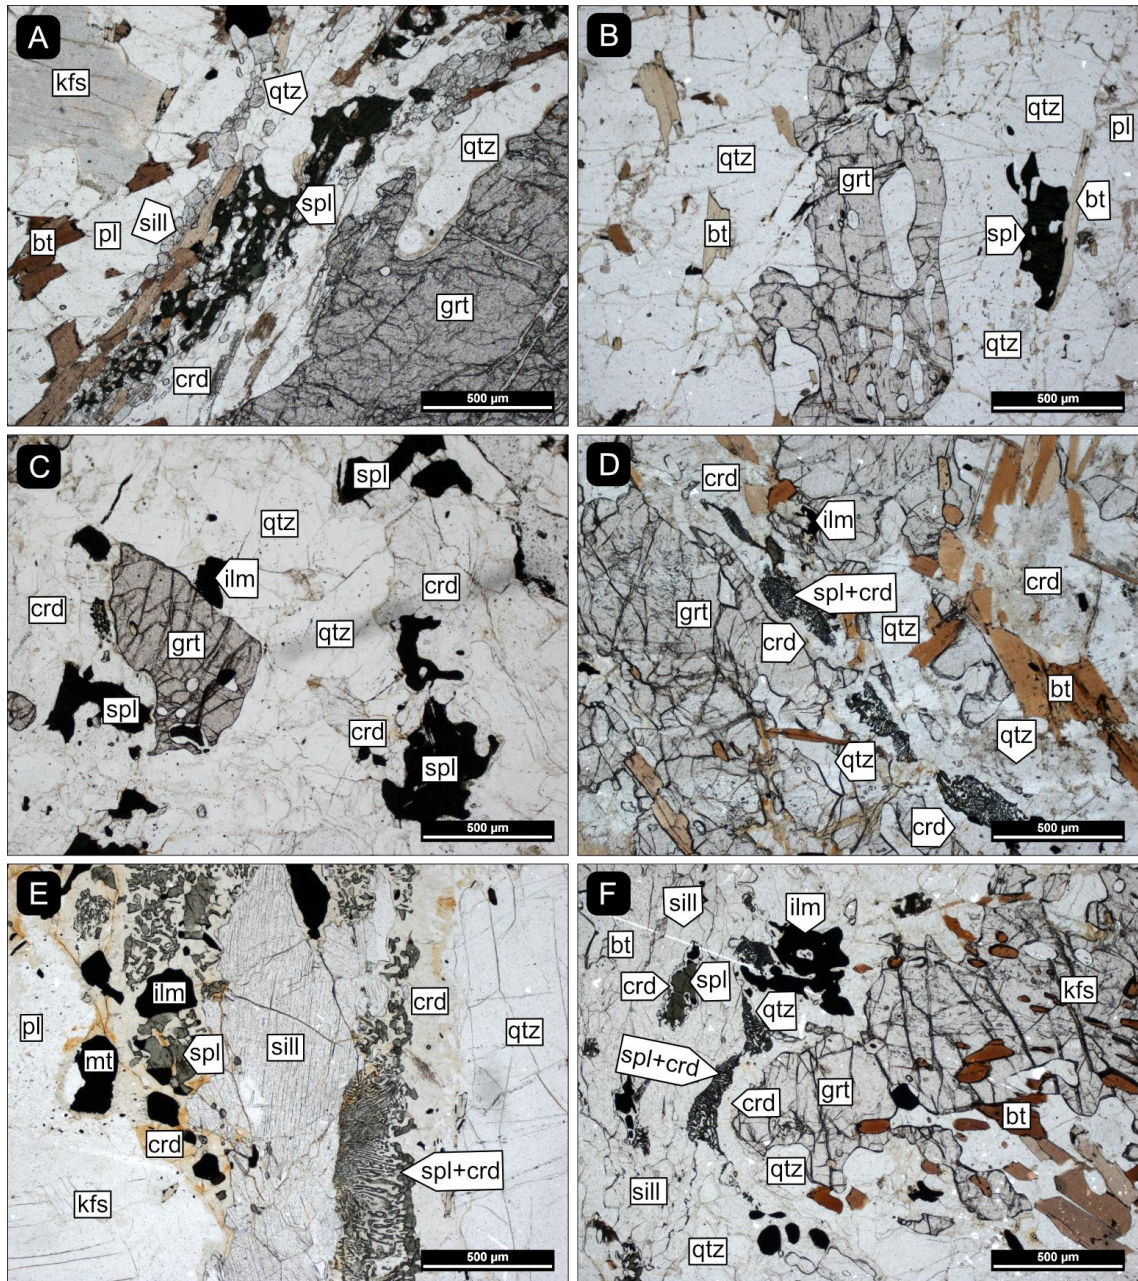 A
kfs
qtz
qtz
sill
spl
bt
pl
grt
crd
500 µm
B
qtz
pl
qtz
grt
bt
bt
spl
qtz
500 µm
C
spl
qtz
ilm
crd
crd
qtz
grt
spl
crd
spl
500 µm
D
crd
ilm
spl+crd
crd
grt
qtz
crd
bt
qtz
qtz
crd
500 µm
E
ilm
crd
pl
spl
sill
qtz
mt
crd
spl+crd
kfs
500 µm
F
sill
ilm
bt
crd
spl
kfs
qtz
spl+crd
grt
crd
bt
qtz
sill
qtz
500 µm